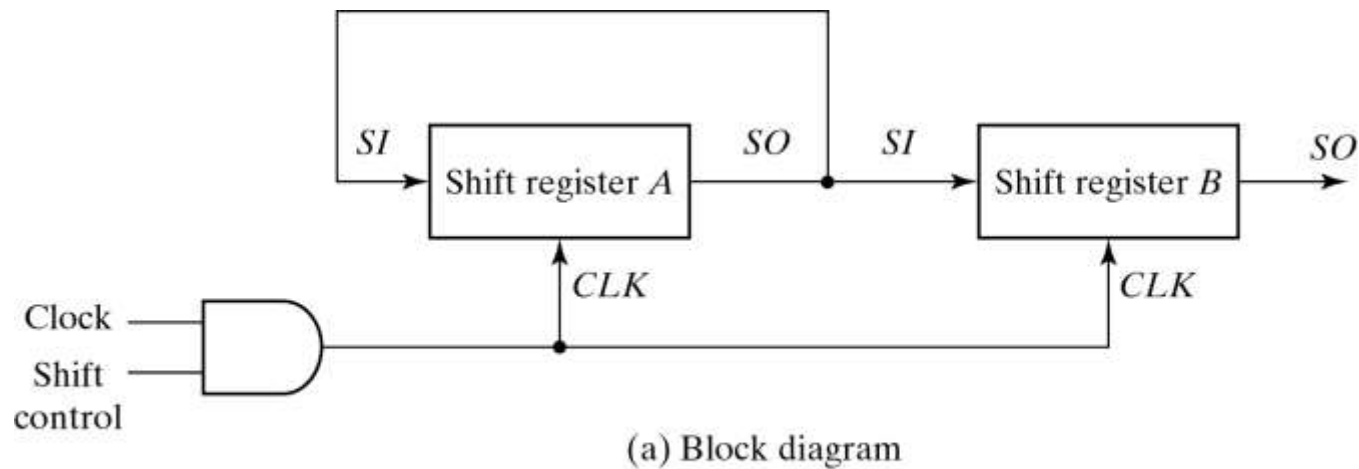 SI
Shift register A
SO
SI
Shift register B
SO
CLK
CLK
Clock
Shift
control
(a) Block diagram